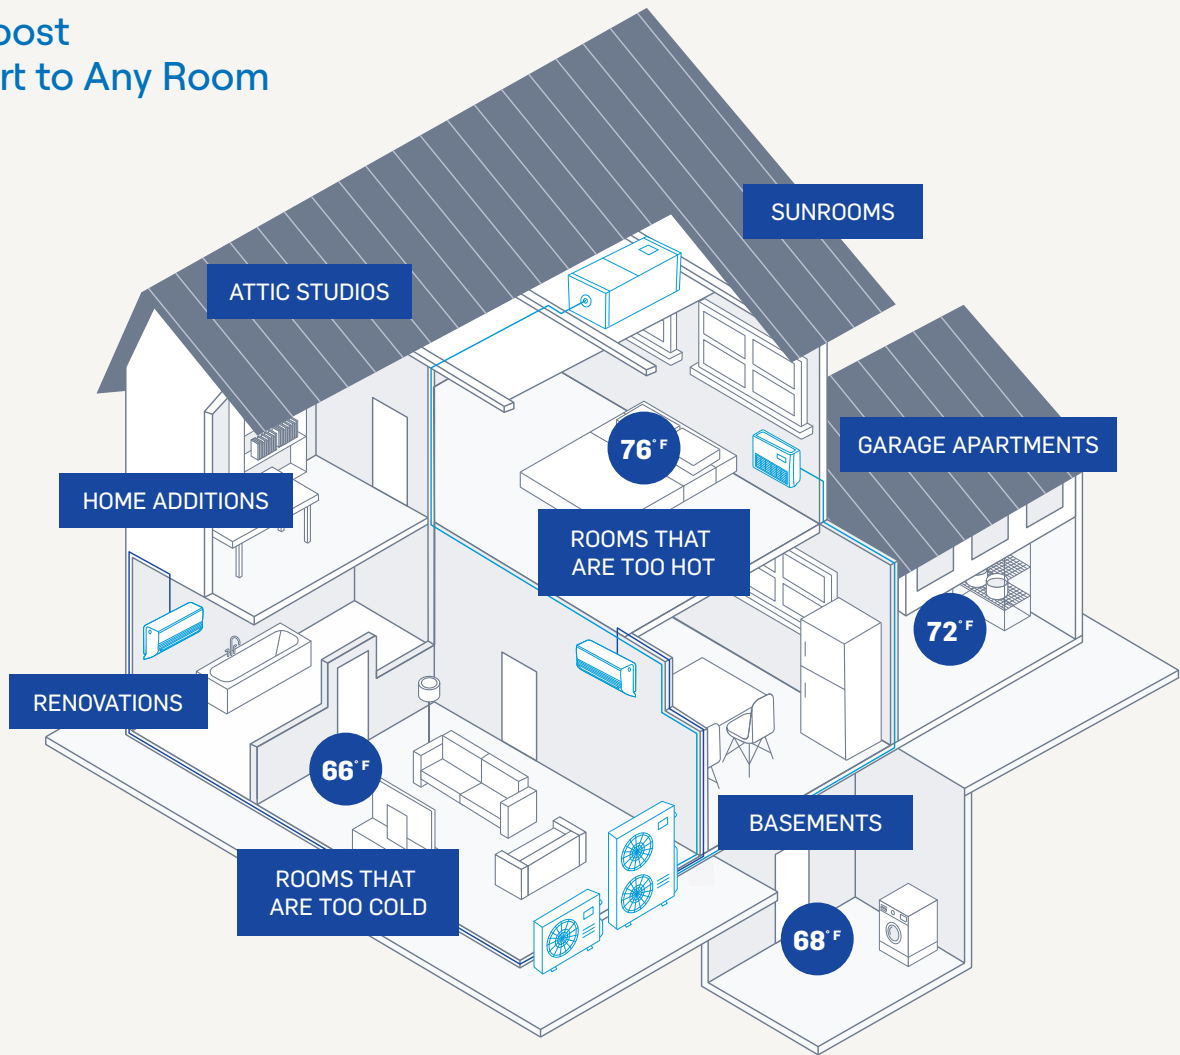 rt to Any Room
SUNROOMS
ATTIC STUDIOS
GARAGE APARTMENTS
76°F
HOME ADDITIONS
ROOMS THAT
ARE TOO HOT
72°F
RENOVATIONS
66°F
BASEMENTS
ROOMS THAT
ARE TOO COLD
68°F